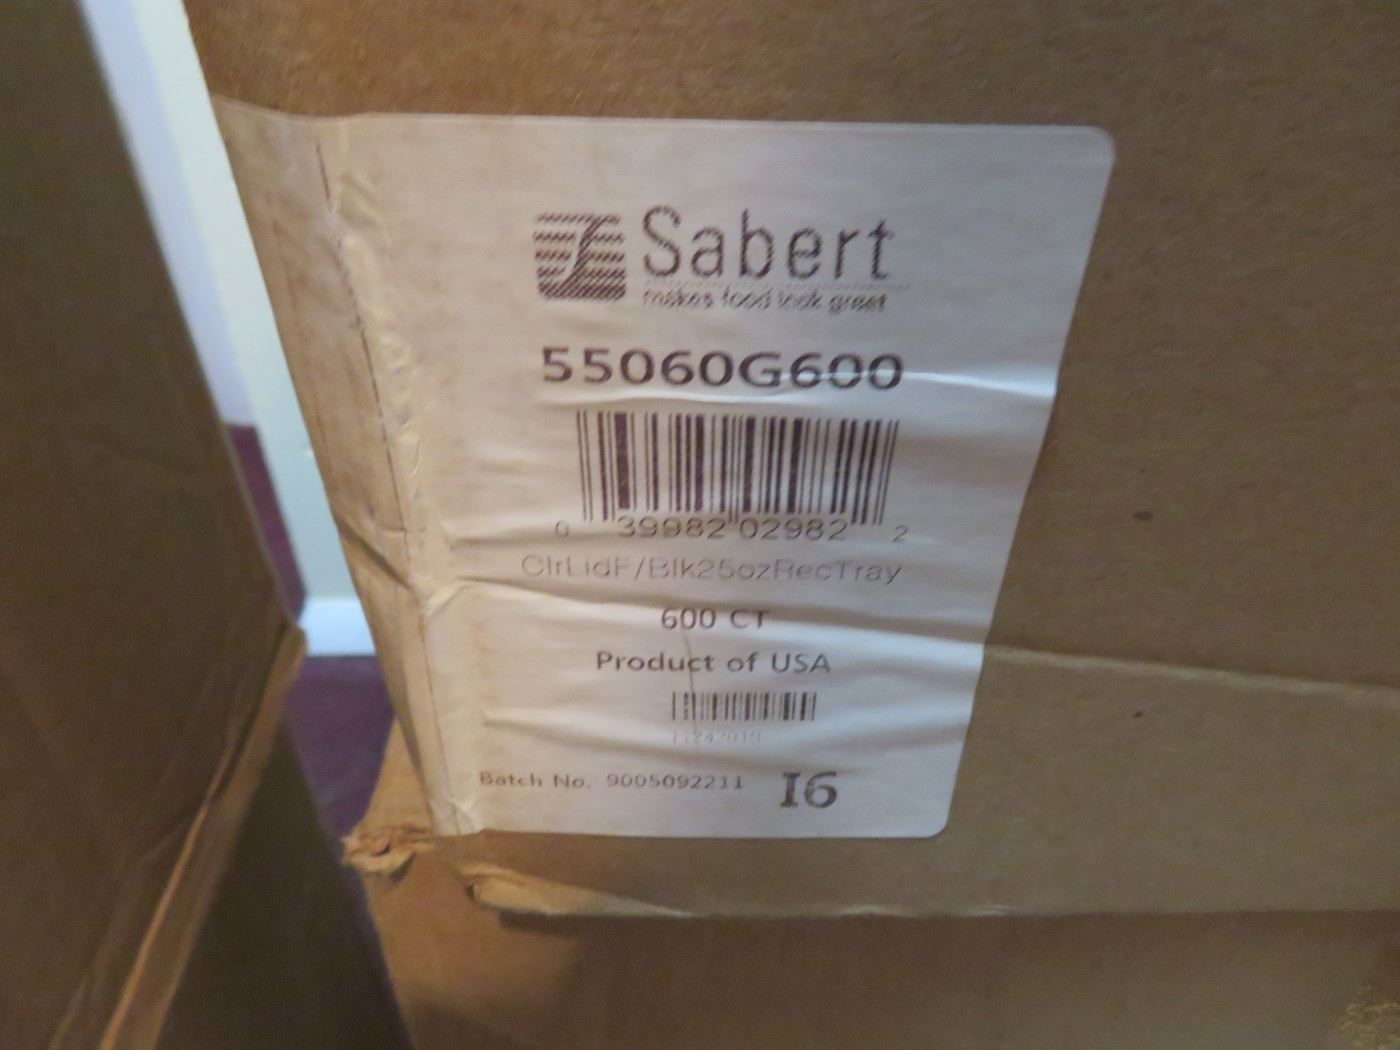 Sabert
makes food look great
55060G600
0 39982 02982 2
ClrLidF/Blk25ozRecTray
600 CT
Product of USA
11242019
Batch No. 9005092211 I6